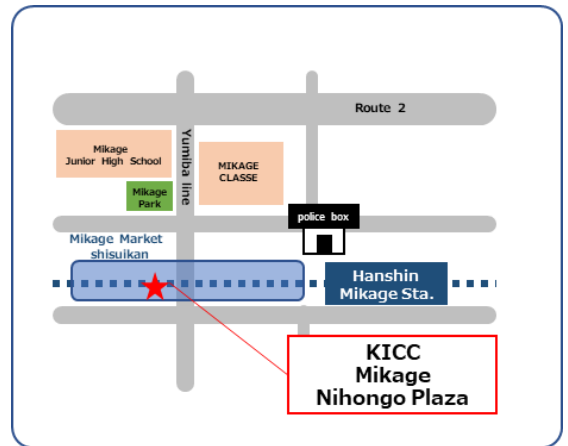 Route 2
Mikage
Junior High School
Yumiba line
MIKAGE
CLASSE
Mikage
Park
police box
Mikage Market
shisuikan
Hanshin
Mikage Sta.
KICC
Mikage
Nihongo Plaza